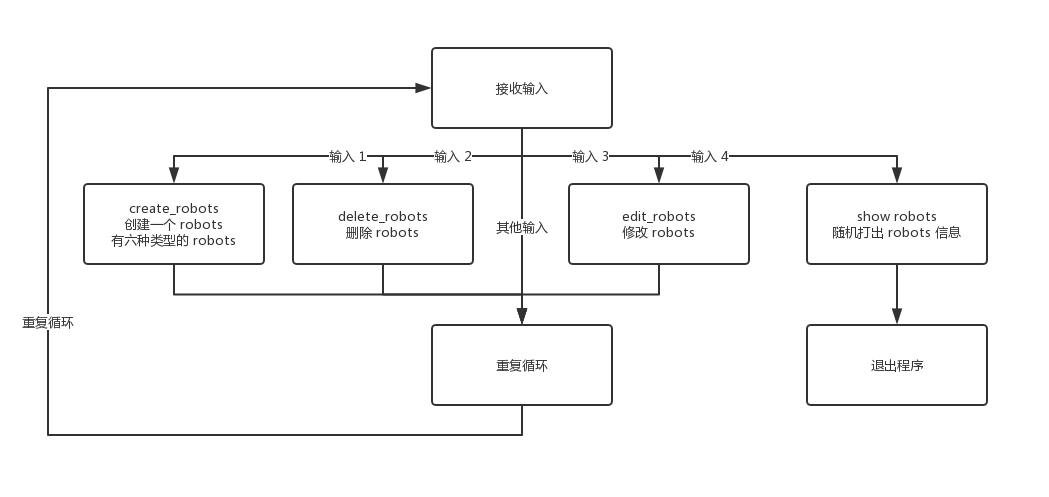 接收输入
输入 1
输入 2
输入 3
输入 4
create_robots
创建一个 robots
有六种类型的 robots
delete_robots
删除 robots
其他输入
edit_robots
修改 robots
show robots
随机打出 robots 信息
重复循环
重复循环
退出程序